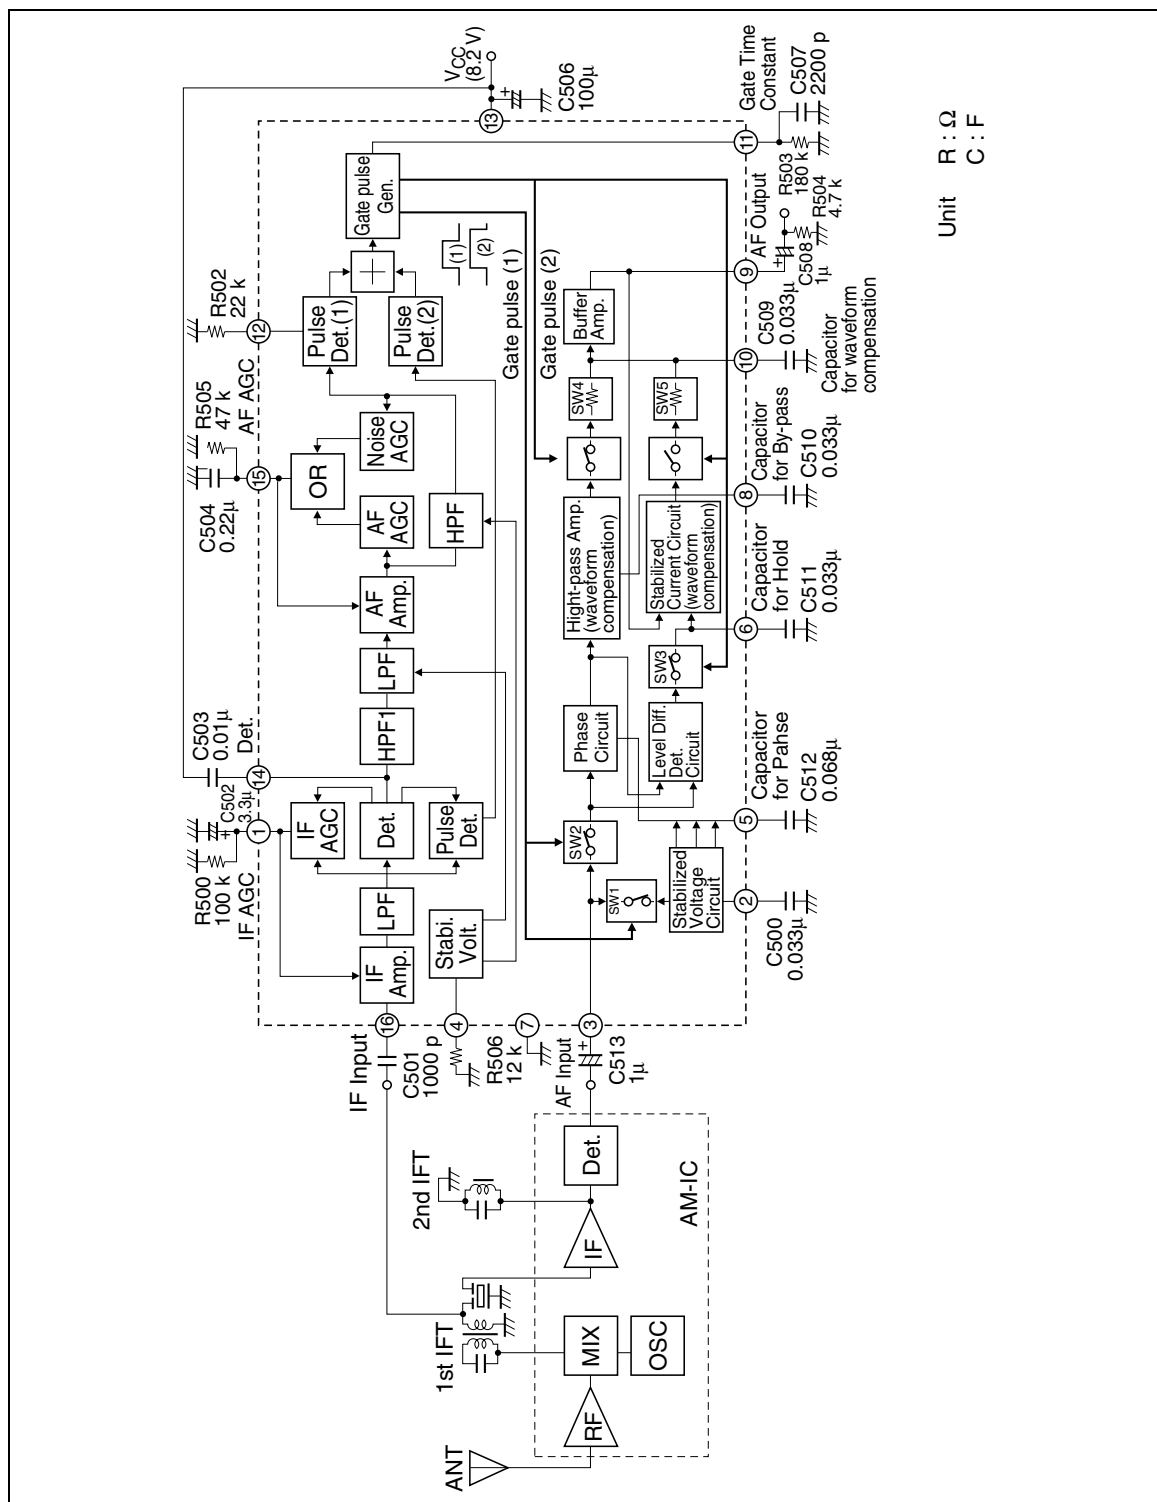 ANT
RF
MIX
OSC
1st IFT
2nd IFT
IF
Det.
AM-IC
IF Input
C501
1000 p
16
4
R506
12 k
7
AF Input
3
C513
1µ
R500
100 k
IF AGC
C502
3.3µ
1
C503
0.01µ
Det.
14
C504
0.22µ
15
R505
47 k
AF AGC
R502
22 k
12
VCC
(8.2 V)
13
C506
100µ
IF
Amp.
LPF
IF
AGC
Det.
Pulse
Det.
HPF1
LPF
AF
Amp.
AF
AGC
HPF
OR
Noise
AGC
Pulse
Det.(1)
Pulse
Det.(2)
Gate pulse
Gen.
(1)
(2)
Gate pulse (1)
Gate pulse (2)
Stabi.
Volt.
SW1
SW2
Stabilized
Voltage
Circuit
Phase
Circuit
Level Diff.
Det.
Circuit
SW3
Hight-pass Amp.
(waveform
compensation)
Stabilized
Current Circuit
(waveform
compensation)
SW4
SW5
Buffer
Amp.
2
C500
0.033µ
5
Capacitor
for Pahse
C512
0.068µ
6
Capacitor
for Hold
C511
0.033µ
8
Capacitor
for By-pass
C510
0.033µ
10
C509
0.033µ
Capacitor
for waveform
compensation
9
AF Output
C508
1µ
R504
4.7 k
11
R503
180 k
Gate Time
Constant
C507
2200 p
Unit R : Ω
C : F